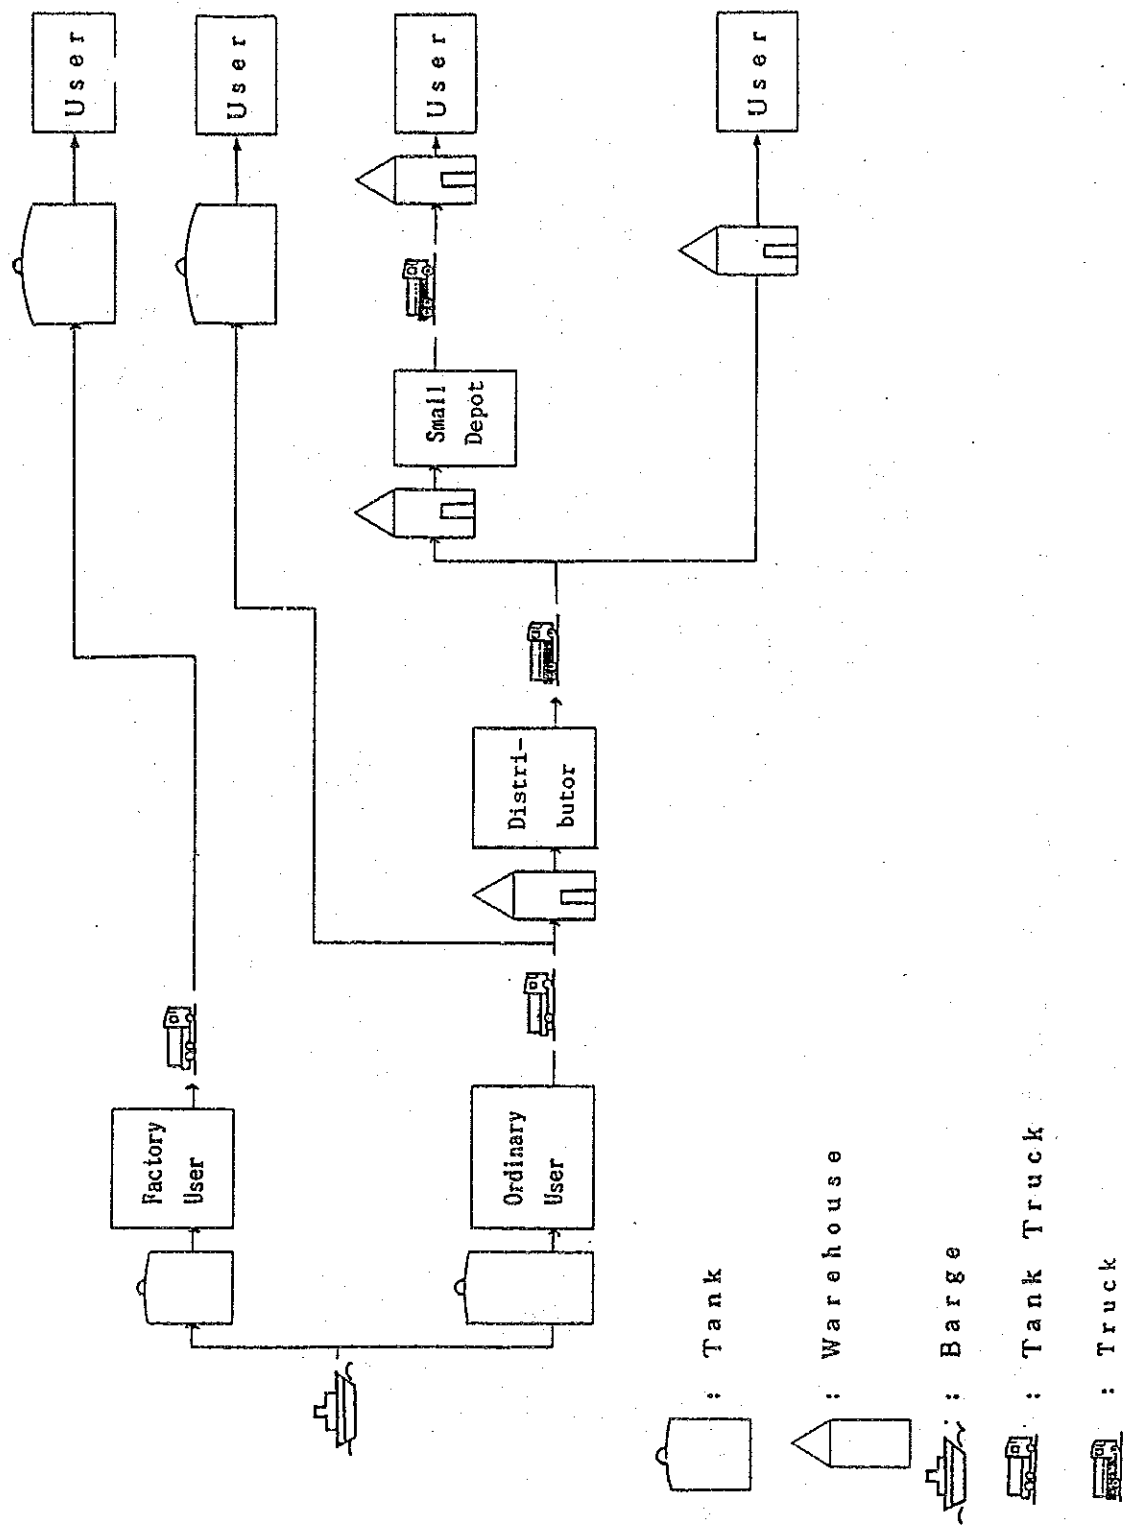 User
User
User
User
Small
Depot
Distri-
butor
Factory
User
Ordinary
User
: Tank
: Warehouse
: Barge
: Tank Truck
: Truck